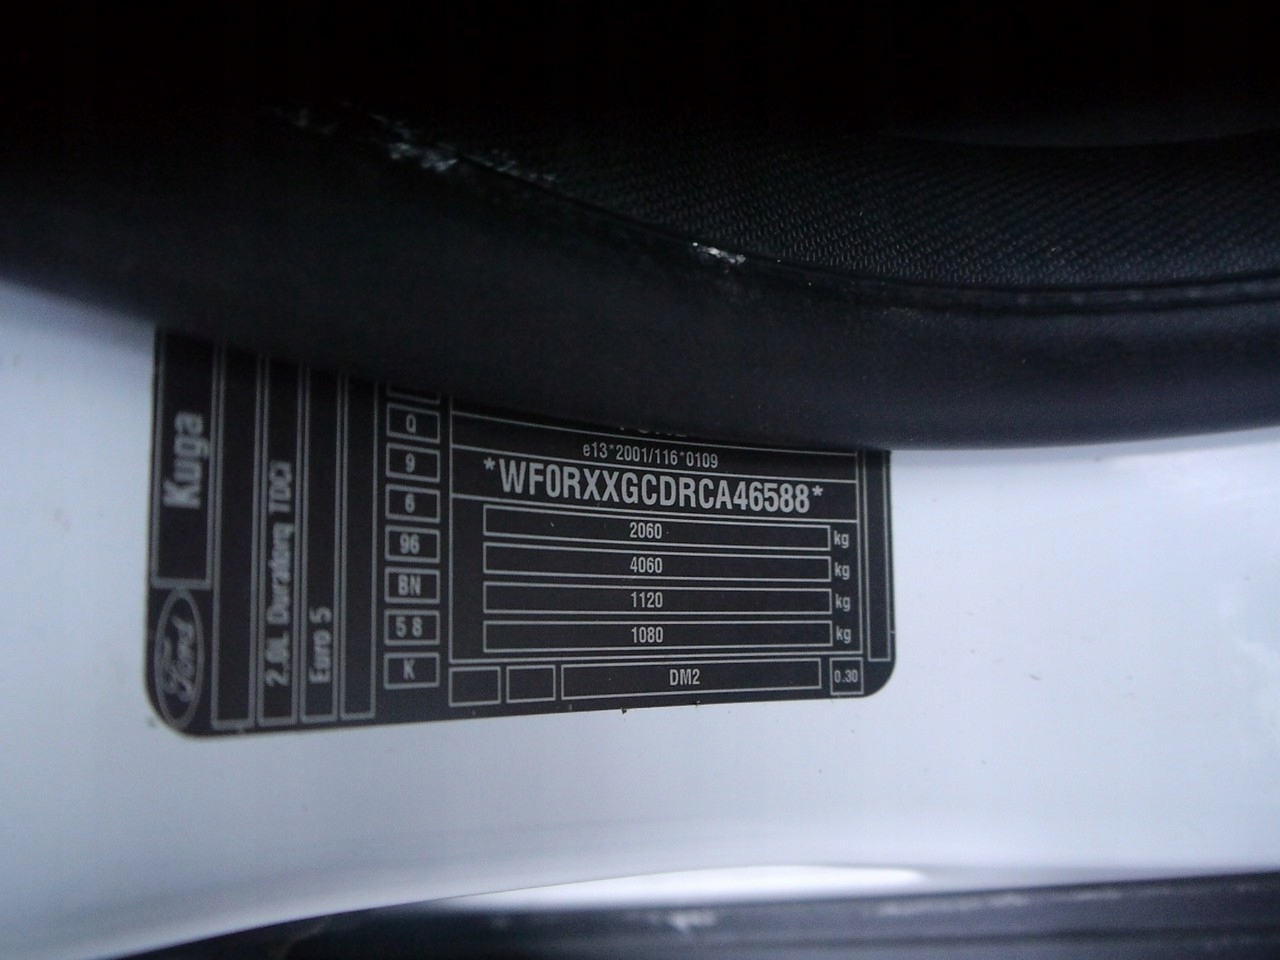 Kuga
Ford
2.0L Duratorq TDCI
Euro 5
Q
9
6
96
BN
5 8
K
e13*2001/116*0109
*WF0RXXGCDRCA46588*
2060 kg
4060 kg
1120 kg
1080 kg
DM2
0.30